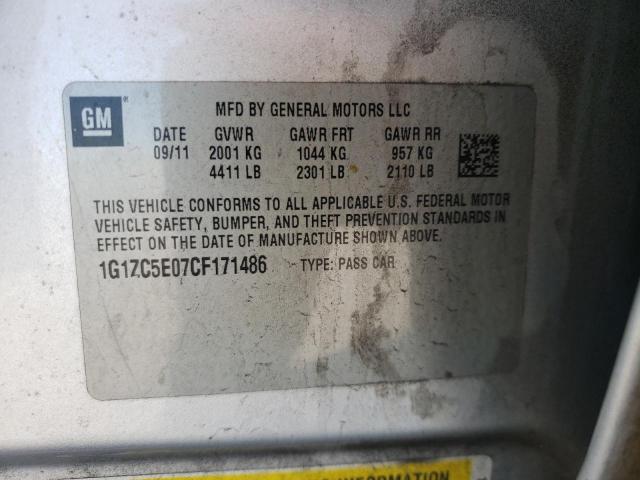 GM
MFD BY GENERAL MOTORS LLC
DATE GVWR GAWR FRT GAWR RR
09/11 2001 KG 1044 KG 957 KG
4411 LB 2301 LB 2110 LB
THIS VEHICLE CONFORMS TO ALL APPLICABLE U.S. FEDERAL MOTOR
VEHICLE SAFETY, BUMPER, AND THEFT PREVENTION STANDARDS IN
EFFECT ON THE DATE OF MANUFACTURE SHOWN ABOVE.
1G1ZC5E07CF171486 TYPE: PASS CAR
INFORMATION